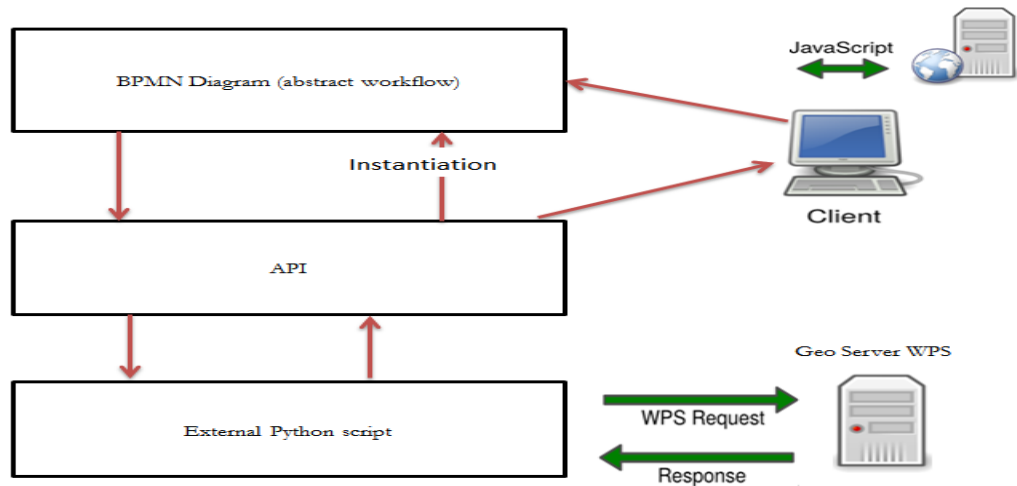 JavaScript
BPMN Diagram (abstract workflow)
Instantiation
Client
API
Geo Server WPS
External Python script
WPS Request
Response